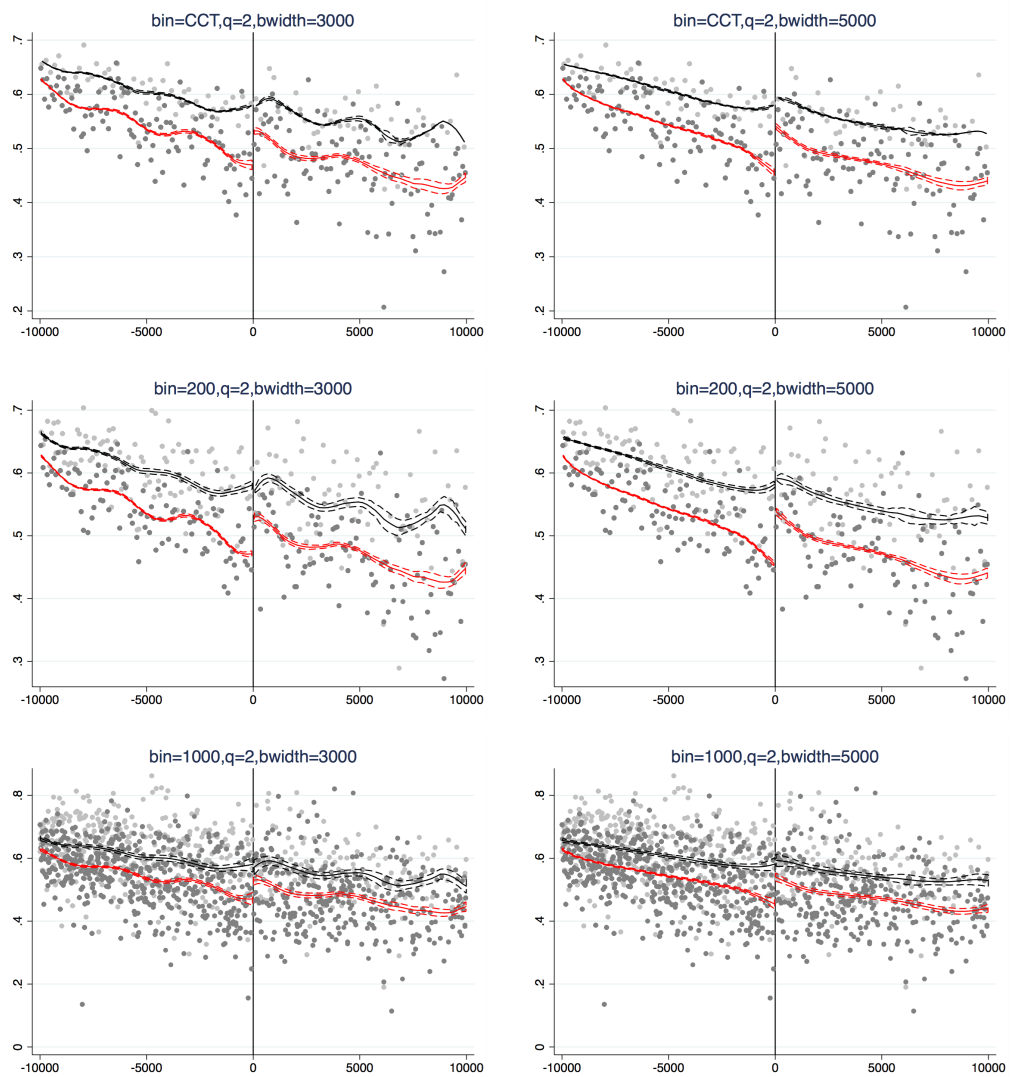 bin=CCT,q=2,bwidth=3000
.7
.6
.5
.4
.3
.2
-10000 -5000 0 5000 10000
bin=CCT,q=2,bwidth=5000
.7
.6
.5
.4
.3
.2
-10000 -5000 0 5000 10000
bin=200,q=2,bwidth=3000
.7
.6
.5
.4
.3
-10000 -5000 0 5000 10000
bin=200,q=2,bwidth=5000
.7
.6
.5
.4
.3
-10000 -5000 0 5000 10000
bin=1000,q=2,bwidth=3000
.8
.6
.4
.2
0
-10000 -5000 0 5000 10000
bin=1000,q=2,bwidth=5000
.8
.6
.4
.2
0
-10000 -5000 0 5000 10000